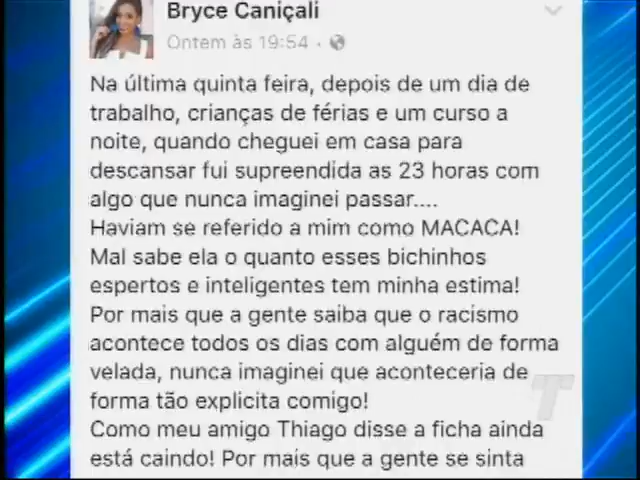 Bryce Caniçali
Ontem às 19:54 ·
Na última quinta feira, depois de um dia de
trabalho, crianças de férias e um curso a
noite, quando cheguei em casa para
descansar fui supreendida as 23 horas com
algo que nunca imaginei passar....
Haviam se referido a mim como MACACA!
Mal sabe ela o quanto esses bichinhos
espertos e inteligentes tem minha estima!
Por mais que a gente saiba que o racismo
acontece todos os dias com alguém de forma
velada, nunca imaginei que aconteceria de
forma tão explicita comigo!
Como meu amigo Thiago disse a ficha ainda
está caindo! Por mais que a gente se sinta
T